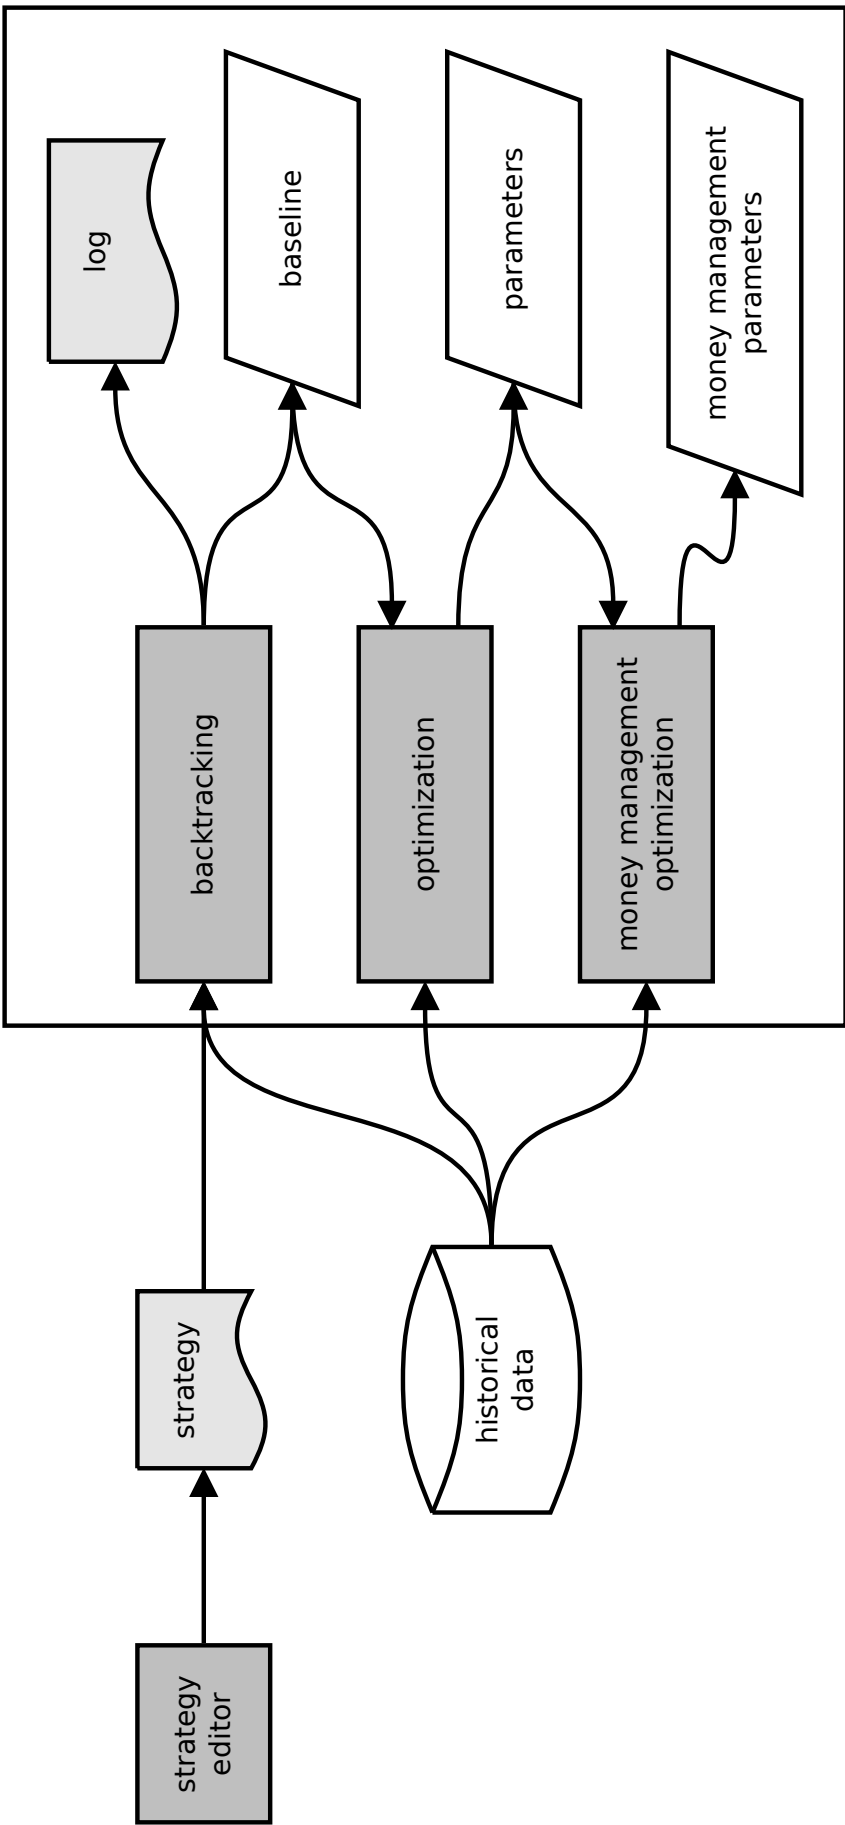 strategy
editor
strategy
historical
data
backtracking
optimization
money management
optimization
log
baseline
parameters
money management
parameters